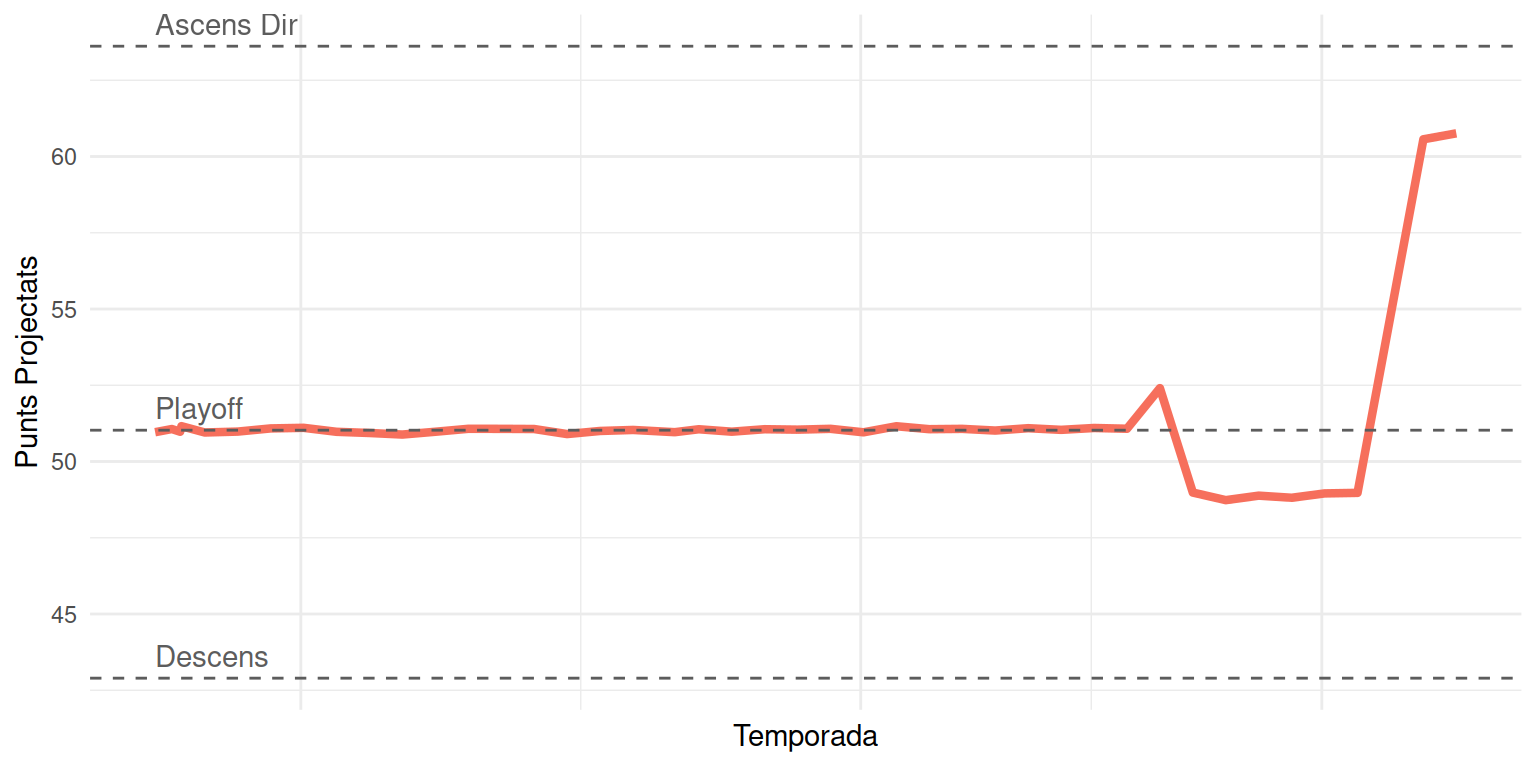 Ascens Dir
60
55
Playoff
50
45
Descens
Punts Projectats
Temporada